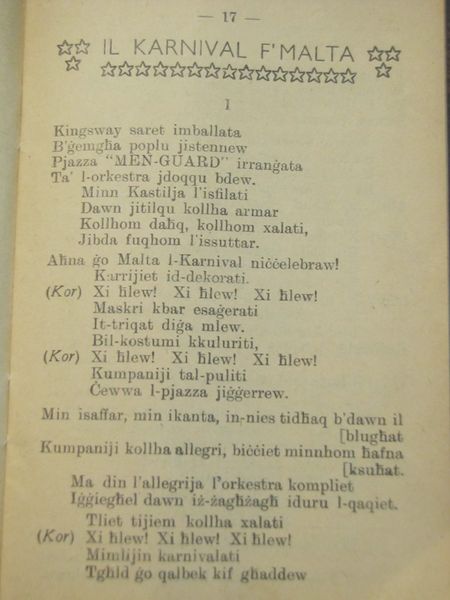 — 17 —
IL KARNIVAL F'MALTA
I
Kingsway saret imballata
B'ġemgħa poplu jistennew
Pjazza "MEN-GUARD" irranġata
Ta' l-orkestra jdoqqu bdew.
Minn Kastilja l'isfilati
Dawn jitilqu kollha armar
Kollhom daħq, kollhom xalati,
Jibda fuqhom l'issuttar.
Aħna ġo Malta l-Karnival niċċelebraw!
Karrijiet id-dekorati.
(Kor) Xi ħlew! Xi ħlew! Xi ħlew!
Maskri kbar esaġerati
It-triqat diġa mlew.
Bil-kostumi kkuluriti,
(Kor) Xi ħlew! Xi ħlew! Xi ħlew!
Kumpaniji tal-puliti
Ċewwa l-pjazza jiġġerrew.
Min isaffar, min ikanta, in-nies tidħaq b'dawn il
[blugħat
Kumpaniji kollha allegri, biċċiet minnhom ħafna
[ksuħat.
Ma din l'allegrija l'orkestra kompliet
Iġġiegħel dawn iż-żagħżagħ iduru l-qaqiet.
Tliet tijiem kollha xalati
(Kor) Xi ħlew! Xi ħlew! Xi ħlew!
Mimlijin karnivalati
Tgħid ġo qalbek kif għaddew